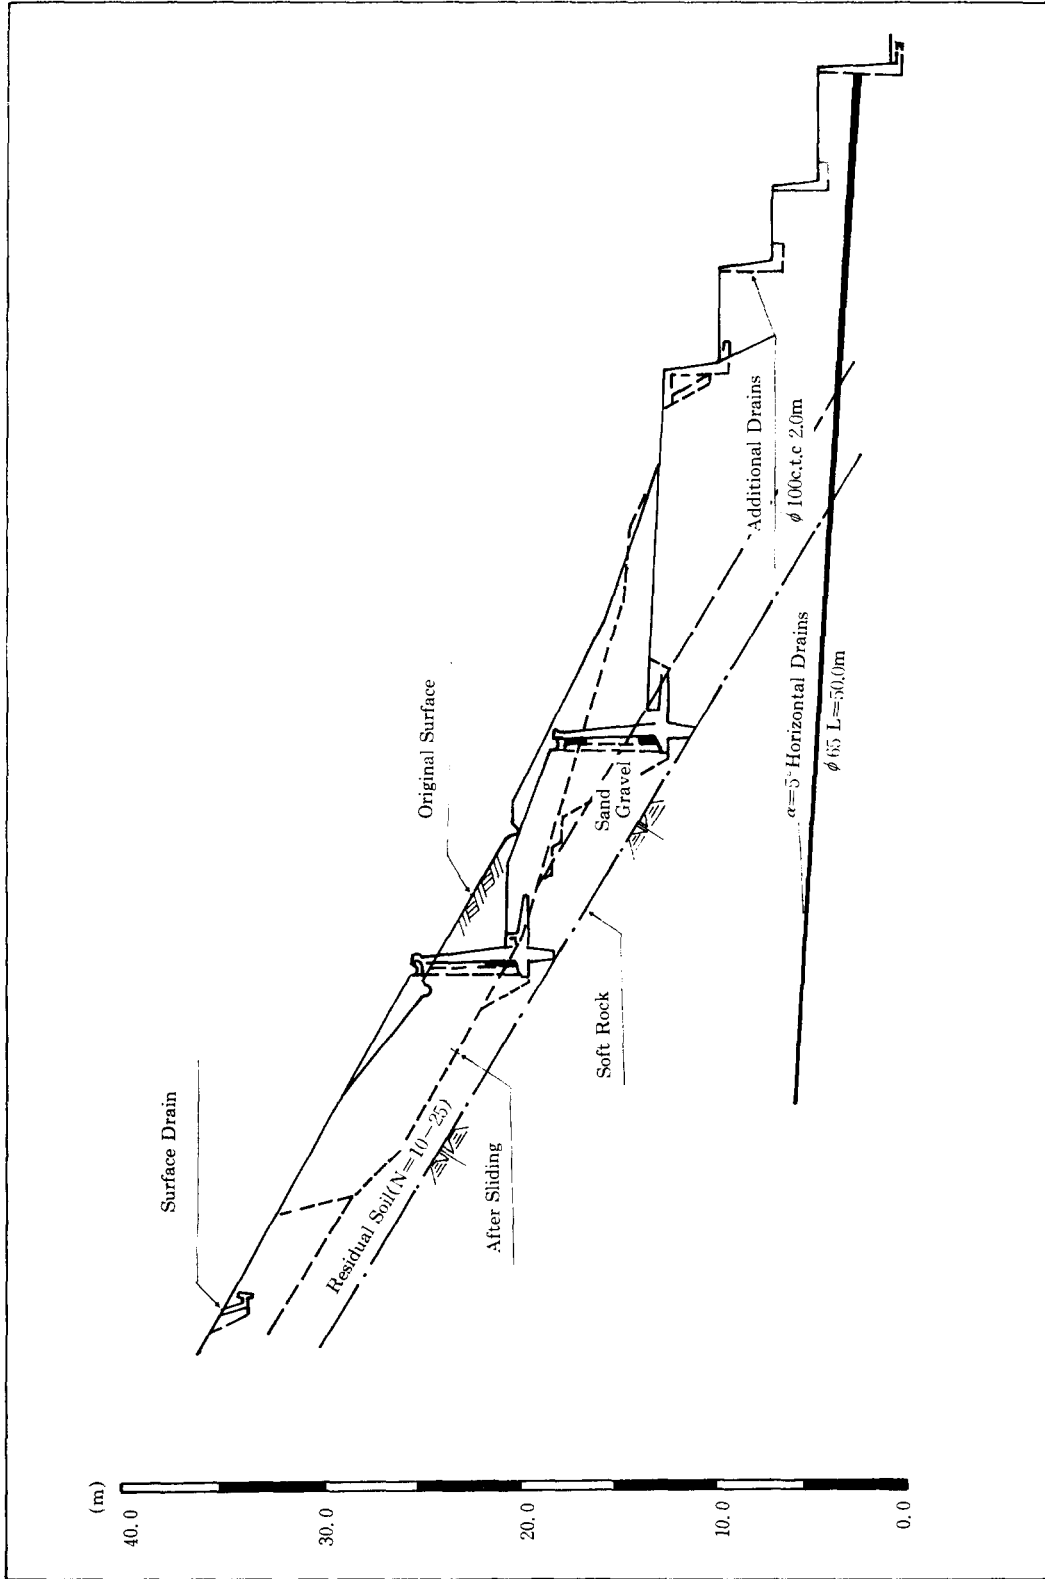 (m)
40.0
30.0
20.0
10.0
0.0
Surface Drain
Original Surface
Residual Soil(N=10-25)
After Sliding
Soft Rock
Sand
Gravel
Additional Drains
φ100c.t.c 2.0m
α=5° Horizontal Drains
φ65 L=50.0m